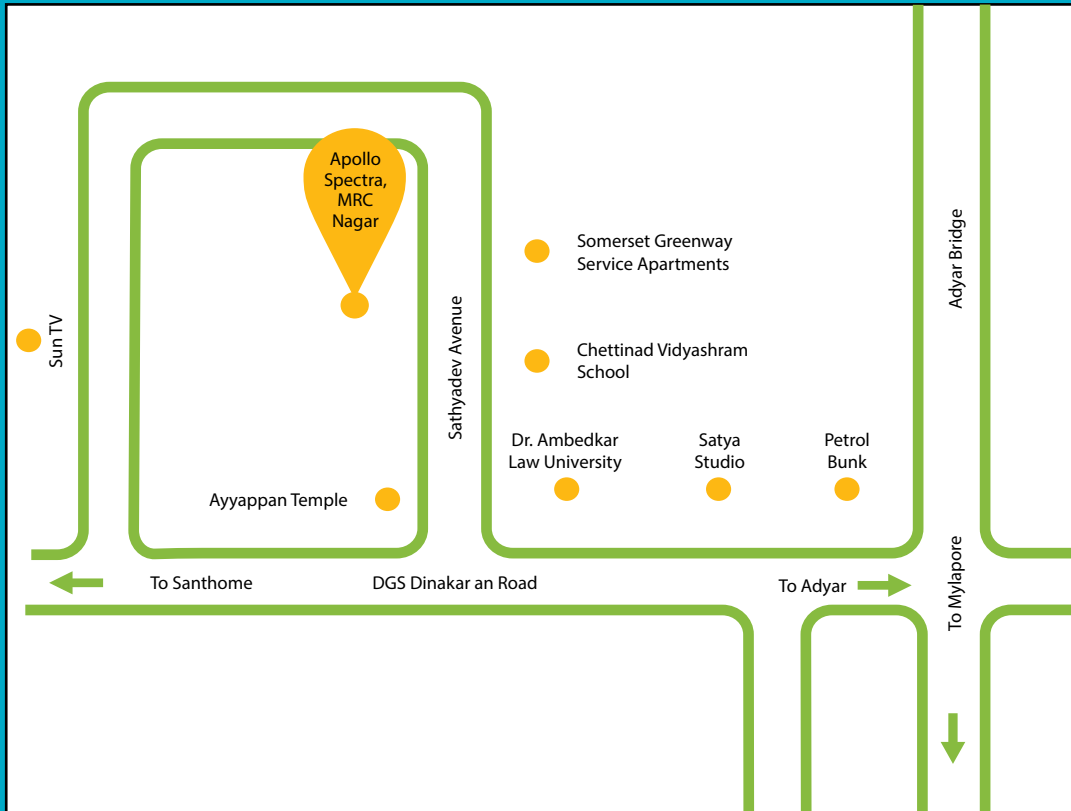 Apollo
Spectra,
MRC
Nagar
Somerset Greenway
Service Apartments
Adyar Bridge
Sun TV
Sathyadev Avenue
Chettinad Vidyashram
School
Dr. Ambedkar
Law University
Satya
Studio
Petrol
Bunk
Ayyappan Temple
To Santhome
DGS Dinakar an Road
To Adyar
To Mylapore